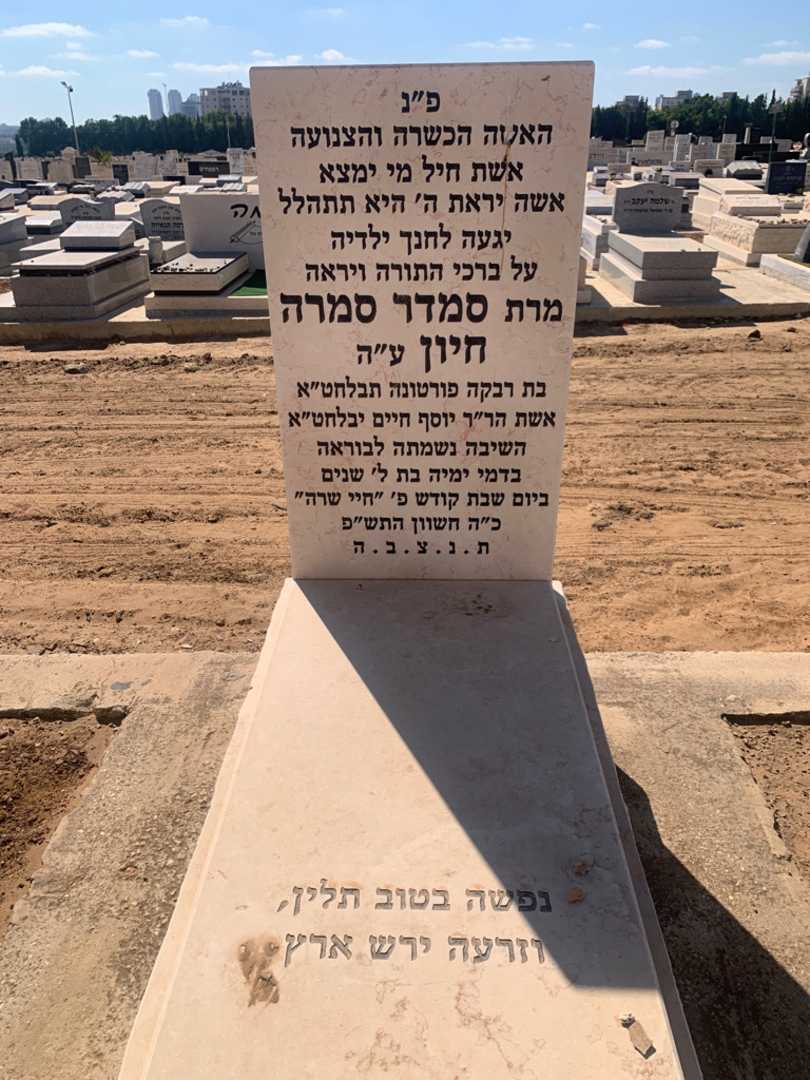 פ"נ
האשה הכשרה והצנועה
אשת חיל מי ימצא
אשה יראת ה' היא תתהלל
יגעה לחנך ילדיה
על ברכי התורה ויראה
מרת סמדר סמרה
חיון ע"ה
בת רבקה פורטונה תבלחט"א
אשת הר"ר יוסף חיים יבלחט"א
השיבה נשמתה לבוראה
בדמי ימיה בת ל' שנים
ביום שבת קודש פ' "חיי שרה"
כ"ה חשוון התש"פ
ת . נ . צ . ב . ה
נפשה בטוב תלין,
וזרעה ירש ארץ